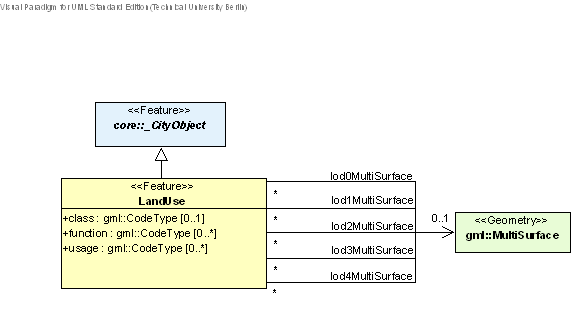 Visual Paradigm for UML Standard Edition(Technical University Berlin)
<<Feature>>
core::_CityObject
<<Feature>>
LandUse
+class : gml::CodeType [0..1]
+function : gml::CodeType [0..*]
+usage : gml::CodeType [0..*]
lod0MultiSurface
*
lod1MultiSurface
*
lod2MultiSurface
*
lod3MultiSurface
*
lod4MultiSurface
*
0..1
<<Geometry>>
gml::MultiSurface